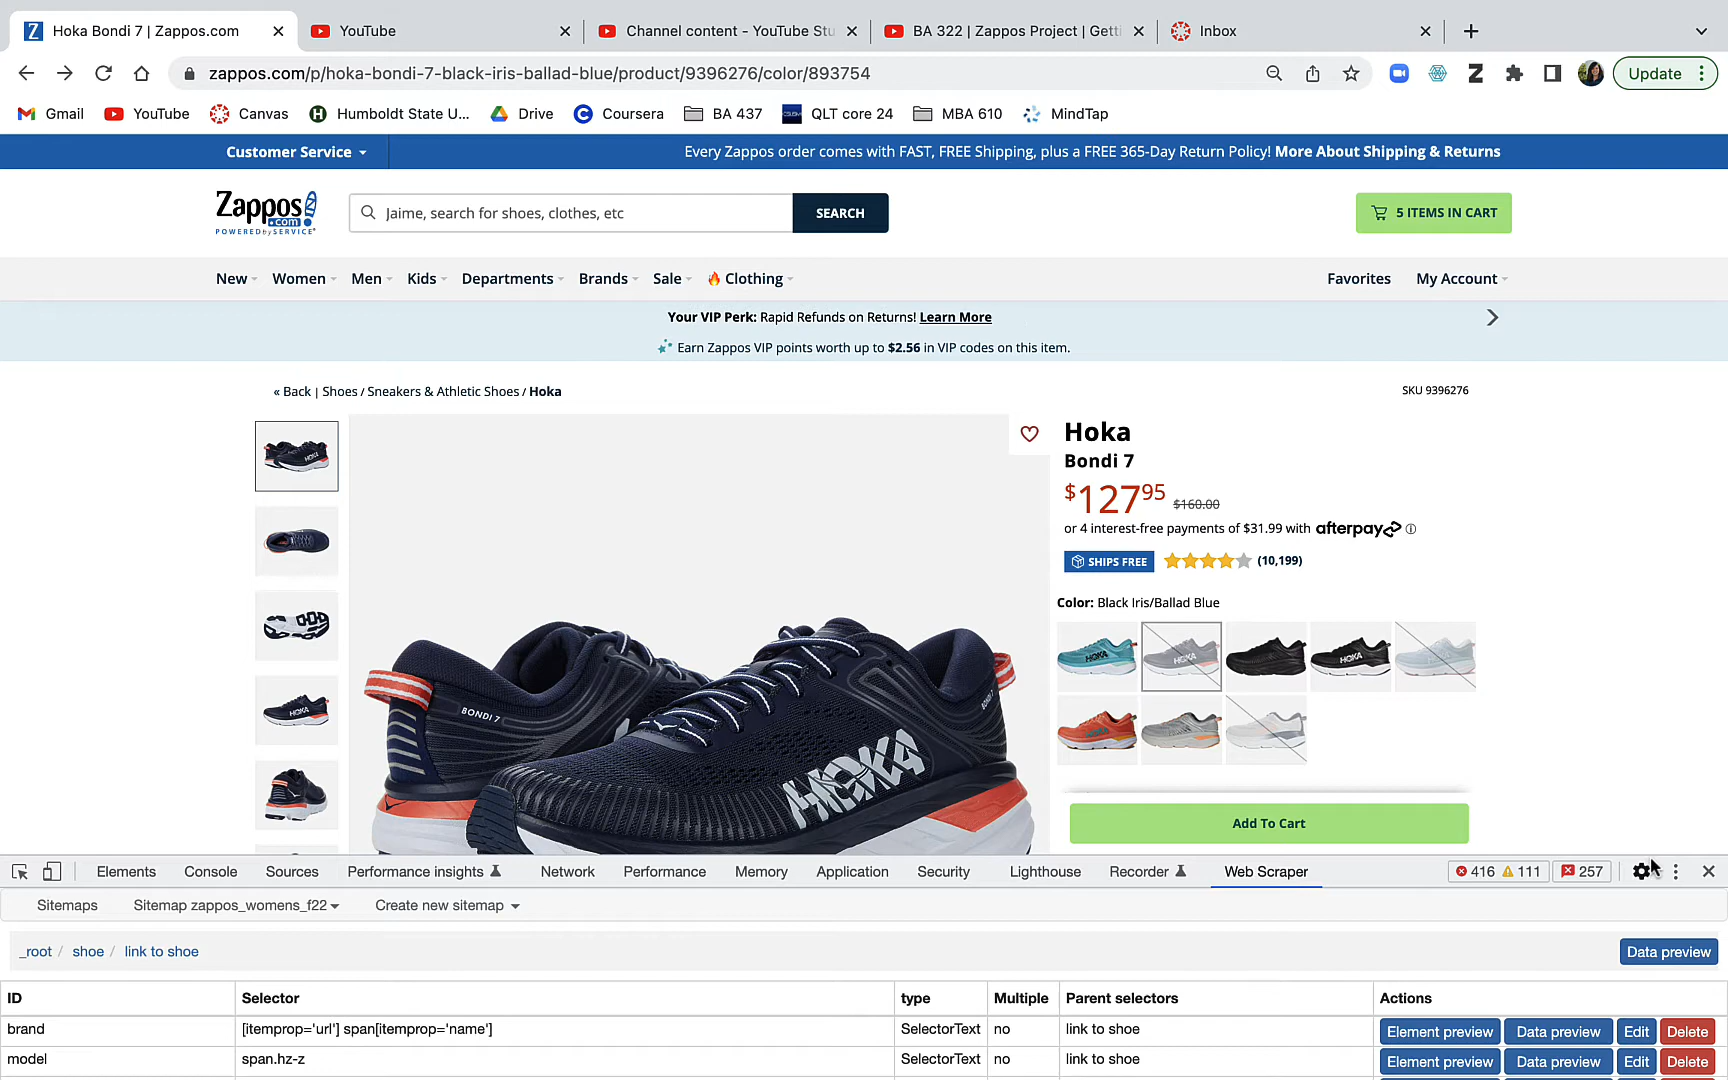 Hoka Bondi 7 | Zappos.com
YouTube
Channel content - YouTube Stu
BA 322 | Zappos Project | Getti
Inbox
zappos.com/p/hoka-bondi-7-black-iris-ballad-blue/product/9396276/color/893754
Update
Gmail
YouTube
Canvas
Humboldt State U...
Drive
Coursera
BA 437
QLT core 24
MBA 610
MindTap
Customer Service
Every Zappos order comes with FAST, FREE Shipping, plus a FREE 365-Day Return Policy! More About Shipping & Returns
Zappos
.com
POWERED by SERVICE
Jaime, search for shoes, clothes, etc
SEARCH
5 ITEMS IN CART
New
Women
Men
Kids
Departments
Brands
Sale
Clothing
Favorites
My Account
Your VIP Perk: Rapid Refunds on Returns! Learn More
Earn Zappos VIP points worth up to $2.56 in VIP codes on this item.
« Back | Shoes / Sneakers & Athletic Shoes / Hoka
SKU 9396276
Hoka
Bondi 7
$127.95 $160.00
or 4 interest-free payments of $31.99 with afterpay
SHIPS FREE
(10,199)
Color: Black Iris/Ballad Blue
BONDI 7
HOKA
Add To Cart
Elements
Console
Sources
Performance insights
Network
Performance
Memory
Application
Security
Lighthouse
Recorder
Web Scraper
416
111
257
Sitemaps
Sitemap zappos_womens_f22
Create new sitemap
_root / shoe / link to shoe
Data preview
ID
Selector
type
Multiple
Parent selectors
Actions
brand
[itemprop='url'] span[itemprop='name']
SelectorText
no
link to shoe
Element preview
Data preview
Edit
Delete
model
span.hz-z
SelectorText
no
link to shoe
Element preview
Data preview
Edit
Delete